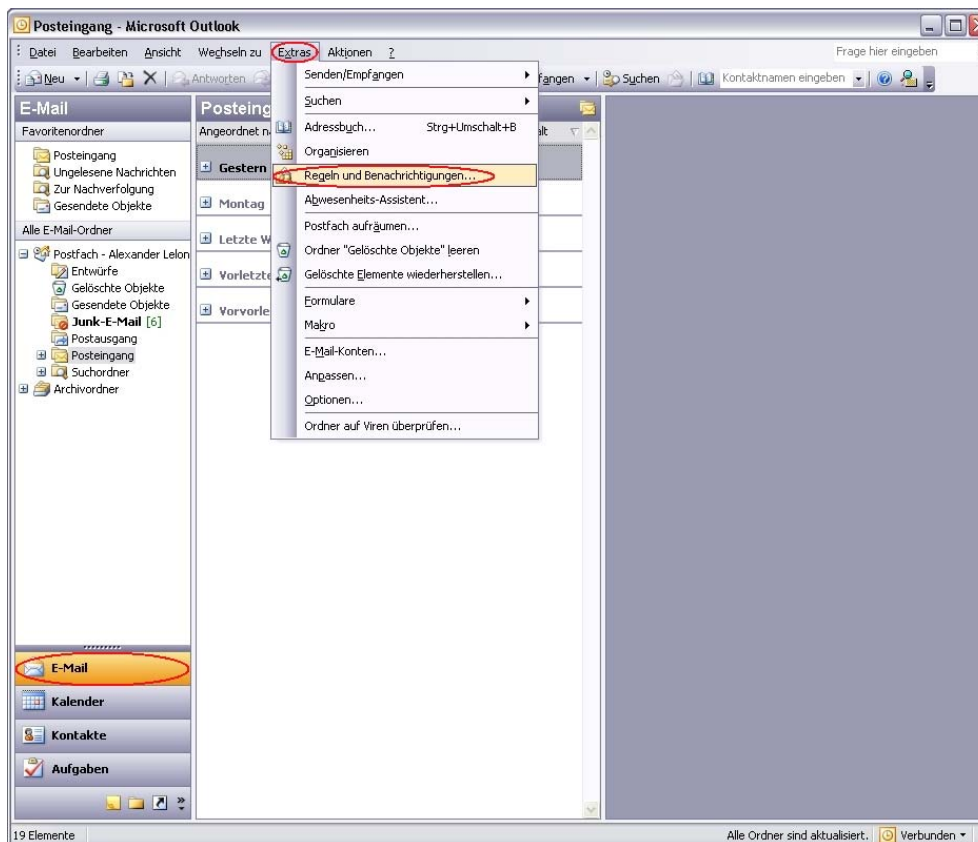 Posteingang - Microsoft Outlook
Datei Bearbeiten Ansicht Wechseln zu Extras Aktionen ? Frage hier eingeben
Neu Antworten Suchen Kontaktnamen eingeben
E-Mail
Favoritenordner
Posteingang
Ungelesene Nachrichten
Zur Nachverfolgung
Gesendete Objekte
Alle E-Mail-Ordner
Postfach - Alexander Lelon
Entwürfe
Gelöschte Objekte
Gesendete Objekte
Junk-E-Mail [6]
Postausgang
Posteingang
Suchordner
Archivordner
E-Mail
Kalender
Kontakte
Aufgaben
Posteing
Angeordnet n
Gestern
Montag
Letzte W
Vorletzte
Vorvorle
Senden/Empfangen
Suchen
Adressbuch... Strg+Umschalt+B
Organisieren
Regeln und Benachrichtigungen...
Abwesenheits-Assistent...
Postfach aufräumen...
Ordner "Gelöschte Objekte" leeren
Gelöschte Elemente wiederherstellen...
Formulare
Makro
E-Mail-Konten...
Anpassen...
Optionen...
Ordner auf Viren überprüfen...
19 Elemente Alle Ordner sind aktualisiert. Verbunden